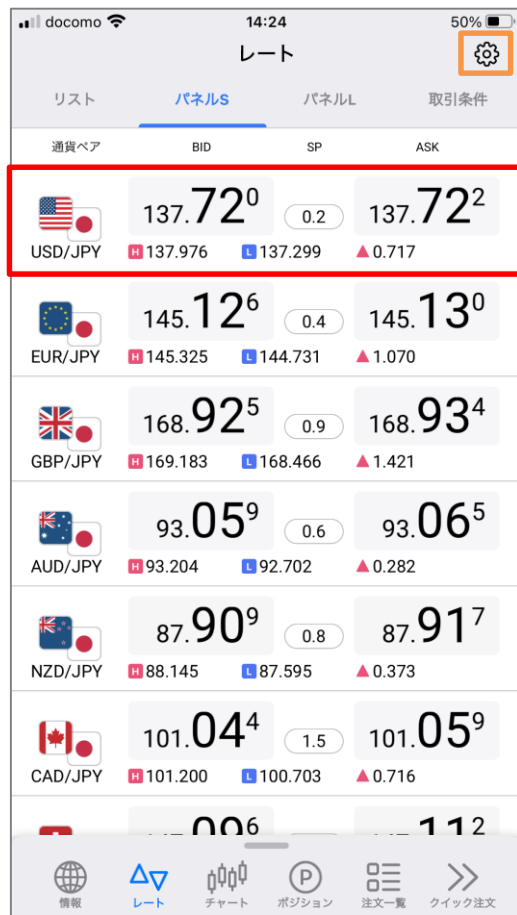 docomo 14:24 50%
レート
リスト パネルS パネルL 取引条件
通貨ペア BID SP ASK
137.720 0.2 137.722
USD/JPY H 137.976 L 137.299 ▲0.717
145.126 0.4 145.130
EUR/JPY H 145.325 L 144.731 ▲1.070
168.925 0.9 168.934
GBP/JPY H 169.183 L 168.466 ▲1.421
93.059 0.6 93.065
AUD/JPY H 93.204 L 92.702 ▲0.282
87.909 0.8 87.917
NZD/JPY H 88.145 L 87.595 ▲0.373
101.044 1.5 101.059
CAD/JPY H 101.200 L 100.703 ▲0.716
096 112
P
情報 レート チャート ポジション 注文一覧 クイック注文